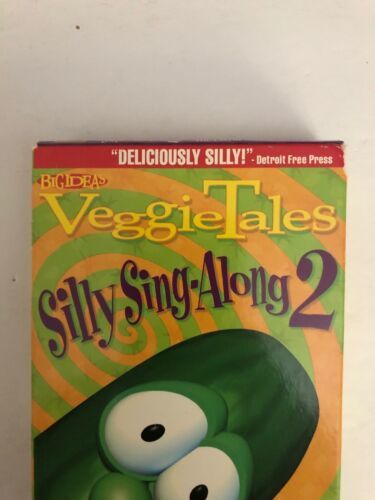 "DELICIOUSLY SILLY!" - Detroit Free Press
BIG IDEA'S
VeggieTales
Silly Sing-Along 2